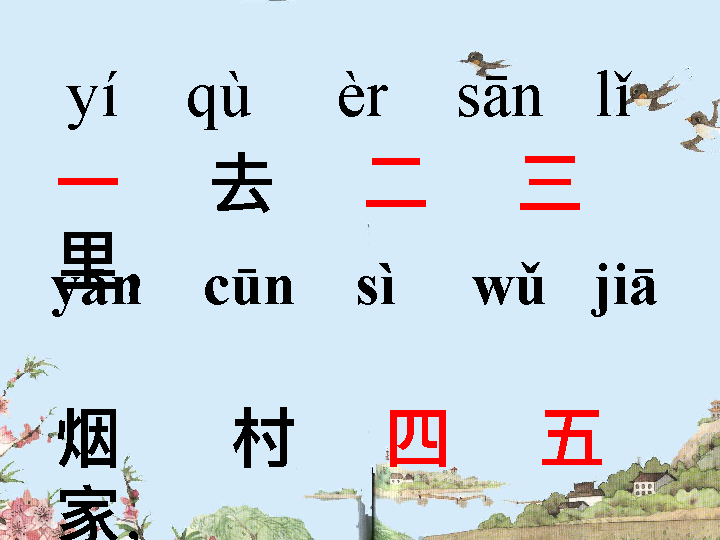 yí qù èr sān lǐ
一 去 二 三
里，
yān cūn sì wǔ jiā
烟 村 四 五
家，